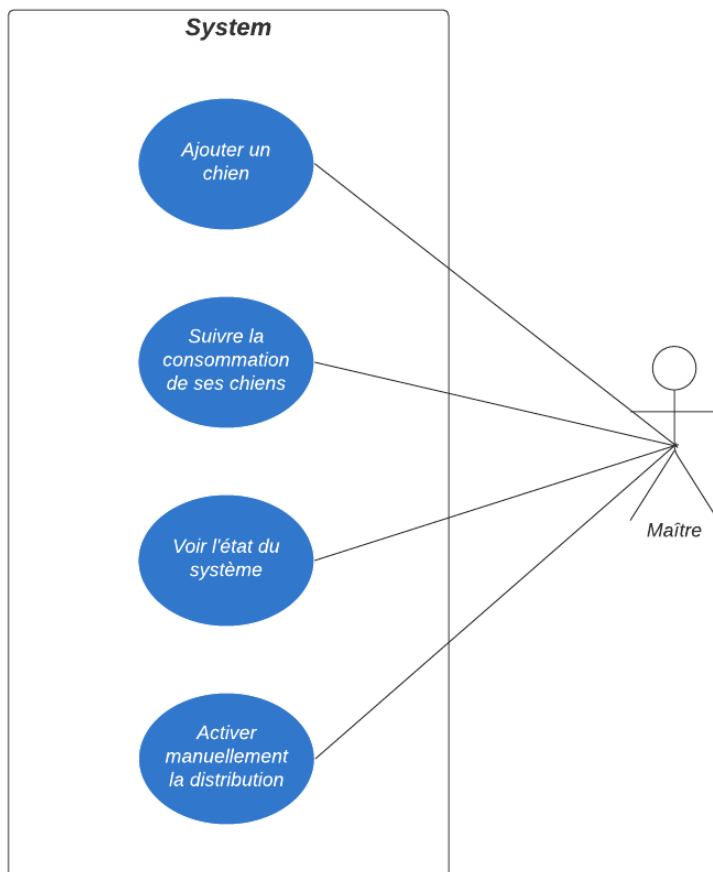 System
Ajouter un
chien
Suivre la
consommation
de ses chiens
Voir l'état du
système
Activer
manuellement
la distribution
Maître